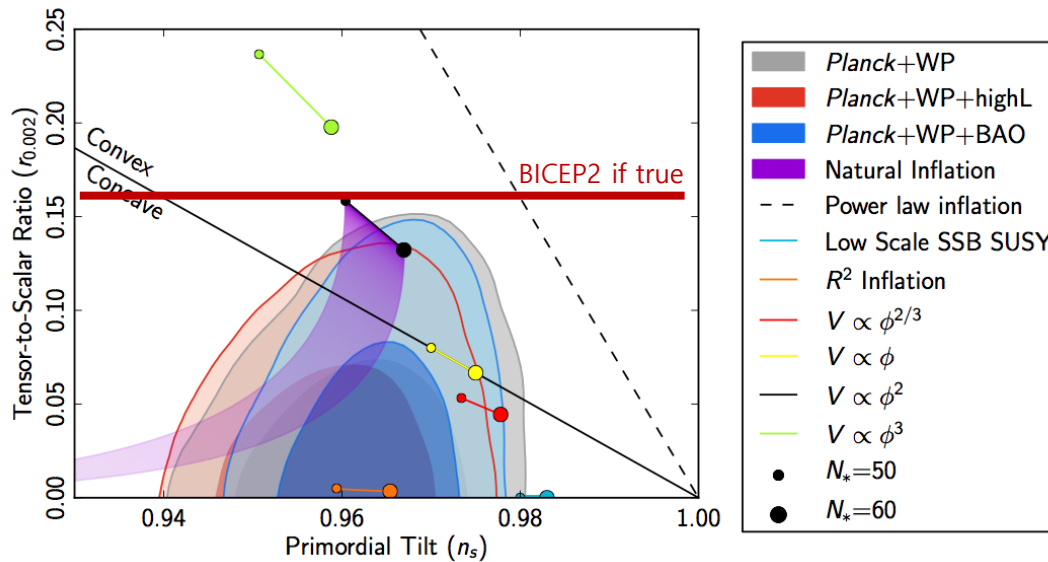 0.25
0.20
0.15
0.10
0.05
0.00
Tensor-to-Scalar Ratio (r₀.₀₀₂)
Convex
Concave
BICEP2 if true
0.94
0.96
0.98
1.00
Primordial Tilt (nₛ)
Planck+WP
Planck+WP+highL
Planck+WP+BAO
Natural Inflation
Power law inflation
Low Scale SSB SUSY
R² Inflation
V ∝ ϕ^{2/3}
V ∝ ϕ
V ∝ ϕ²
V ∝ ϕ³
N_*=50
N_*=60